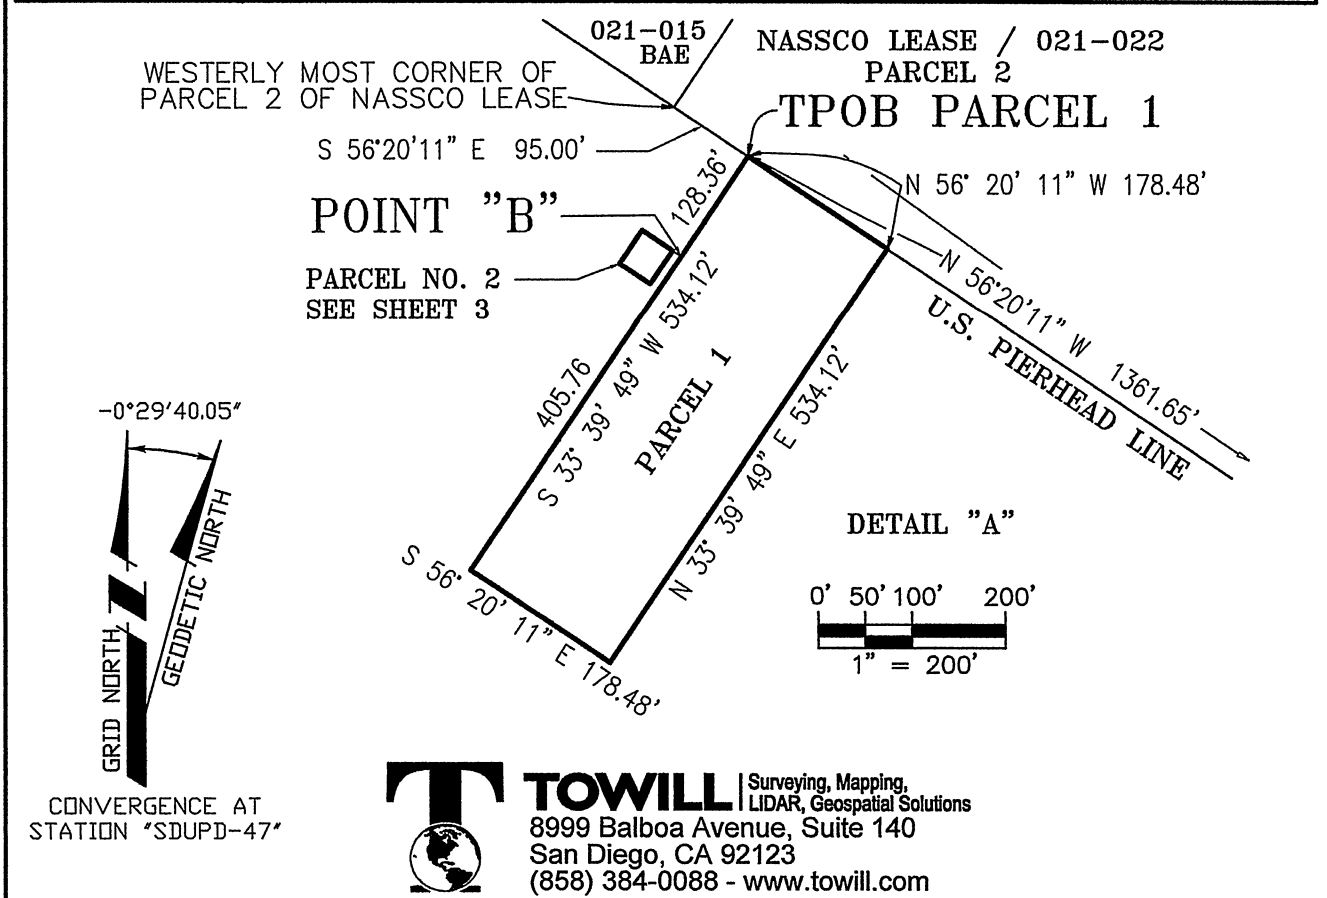 021-015
BAE
NASSCO LEASE / 021-022
PARCEL 2
WESTERLY MOST CORNER OF
PARCEL 2 OF NASSCO LEASE
TPOB PARCEL 1
S 56°20'11" E 95.00'
128.36'
N 56° 20' 11" W 178.48'
POINT "B"
PARCEL NO. 2
SEE SHEET 3
N 56°20'11" W 1361.65'
U.S. PIERHEAD LINE
405.76
S 33° 39' 49" W 534.12'
PARCEL 1
N 33° 39' 49" E 534.12'
S 56° 20' 11" E 178.48'
-0°29'40.05"
GRID NORTH
GEODETIC NORTH
CONVERGENCE AT
STATION "SDUPD-47"
DETAIL "A"
0' 50' 100' 200'
1" = 200'
TOWILL
Surveying, Mapping,
LIDAR, Geospatial Solutions
8999 Balboa Avenue, Suite 140
San Diego, CA 92123
(858) 384-0088 - www.towill.com